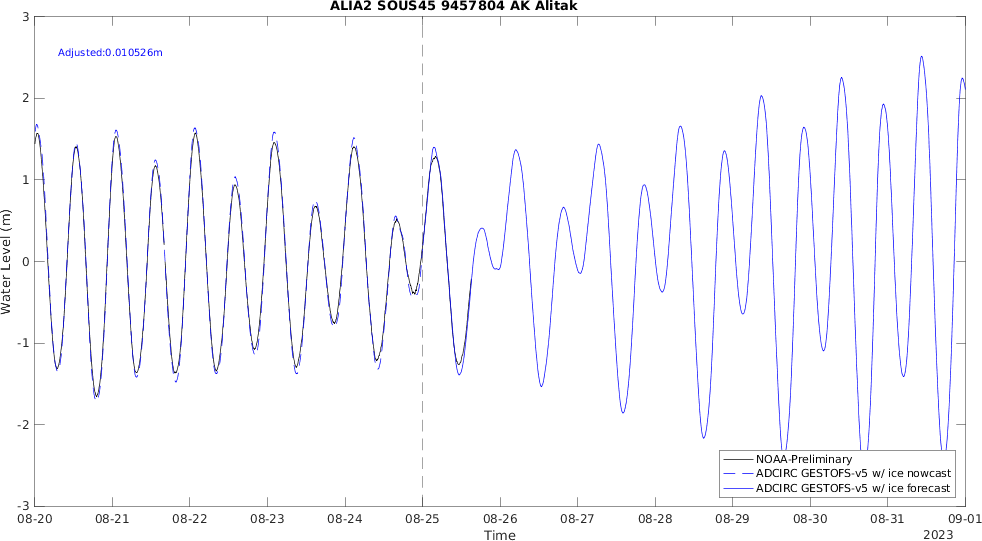 ALIA2 SOUS45 9457804 AK Alitak
Adjusted:0.010526m
Water Level (m)
3
2
1
0
-1
-2
-3
NOAA-Preliminary
ADCIRC GESTOFS-v5 w/ ice nowcast
ADCIRC GESTOFS-v5 w/ ice forecast
08-20 08-21 08-22 08-23 08-24 08-25 08-26 08-27 08-28 08-29 08-30 08-31 09-01
Time
2023